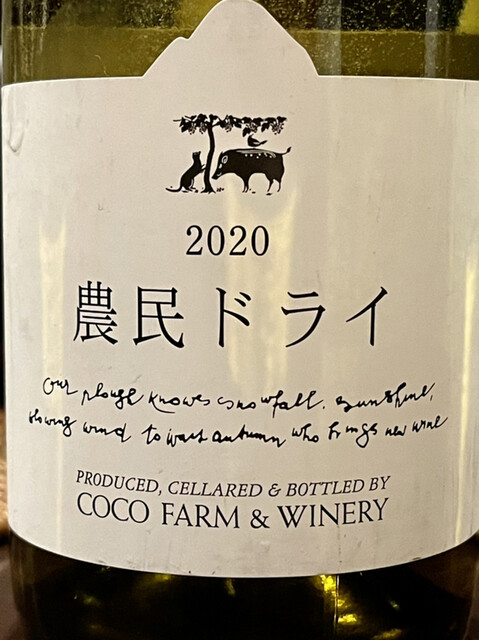 2020
農民ドライ
Our plough knows snowfall, sunshine,
blowing wind to wait autumn who brings new wine
PRODUCED, CELLARED & BOTTLED BY
COCO FARM & WINERY